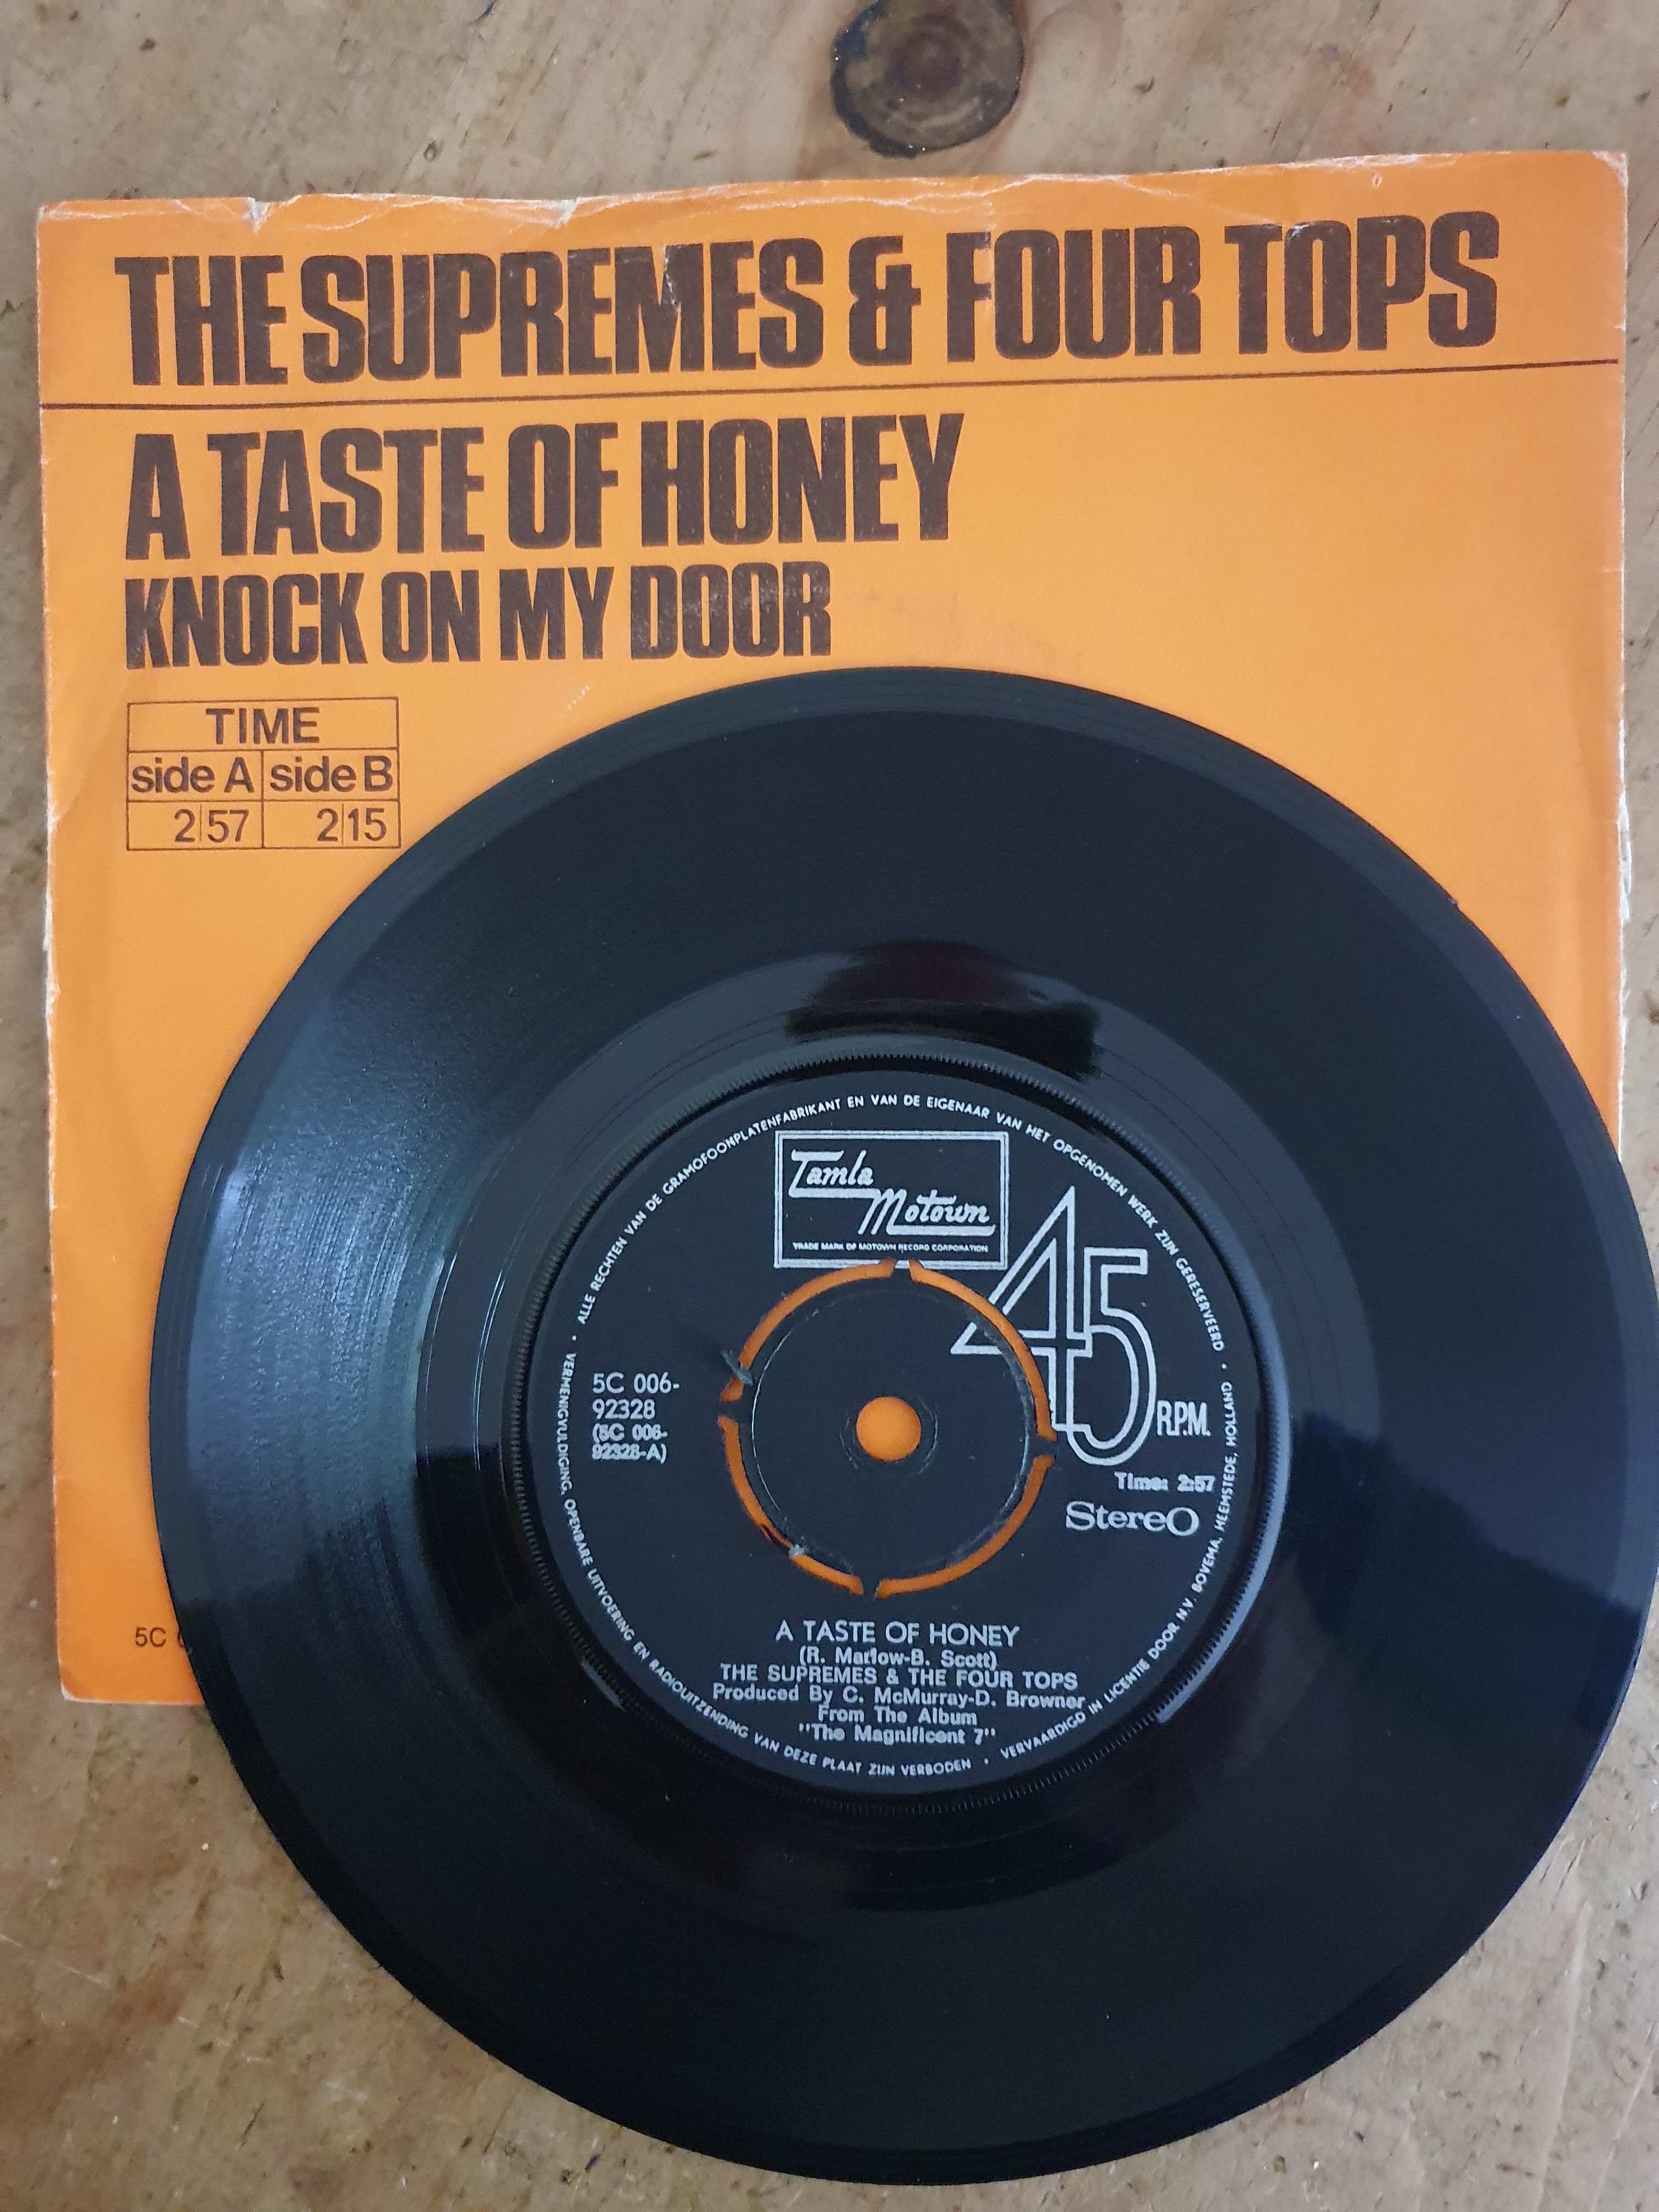 THE SUPREMES & FOUR TOPS
A TASTE OF HONEY
KNOCK ON MY DOOR
TIME
side A side B
2 57 2 15
5C
ALLE RECHTEN VAN DE GRAMOFOONPLATENFABRIKANT EN VAN DE EIGENAAR VAN HET OPGENOMEN WERK ZIJN GERESERVEERD •
VERMENIGVULDIGING, OPENBARE UITVOERING EN RADIOUITZENDING VAN DEZE PLAAT ZIJN VERBODEN •
VERVAARDIGD IN LICENTIE DOOR N.V. BOVEMA, HEEMSTEDE, HOLLAND •
Tamla
Motown
TRADE MARK OF MOTOWN RECORD CORPORATION
45
R.P.M.
5C 006-
92328
(5C 006-
92328-A)
Time: 2:57
Stereo
A TASTE OF HONEY
(R. Marlow-B. Scott)
THE SUPREMES & THE FOUR TOPS
Produced By C. McMurray-D. Browner
From The Album
"The Magnificent 7"